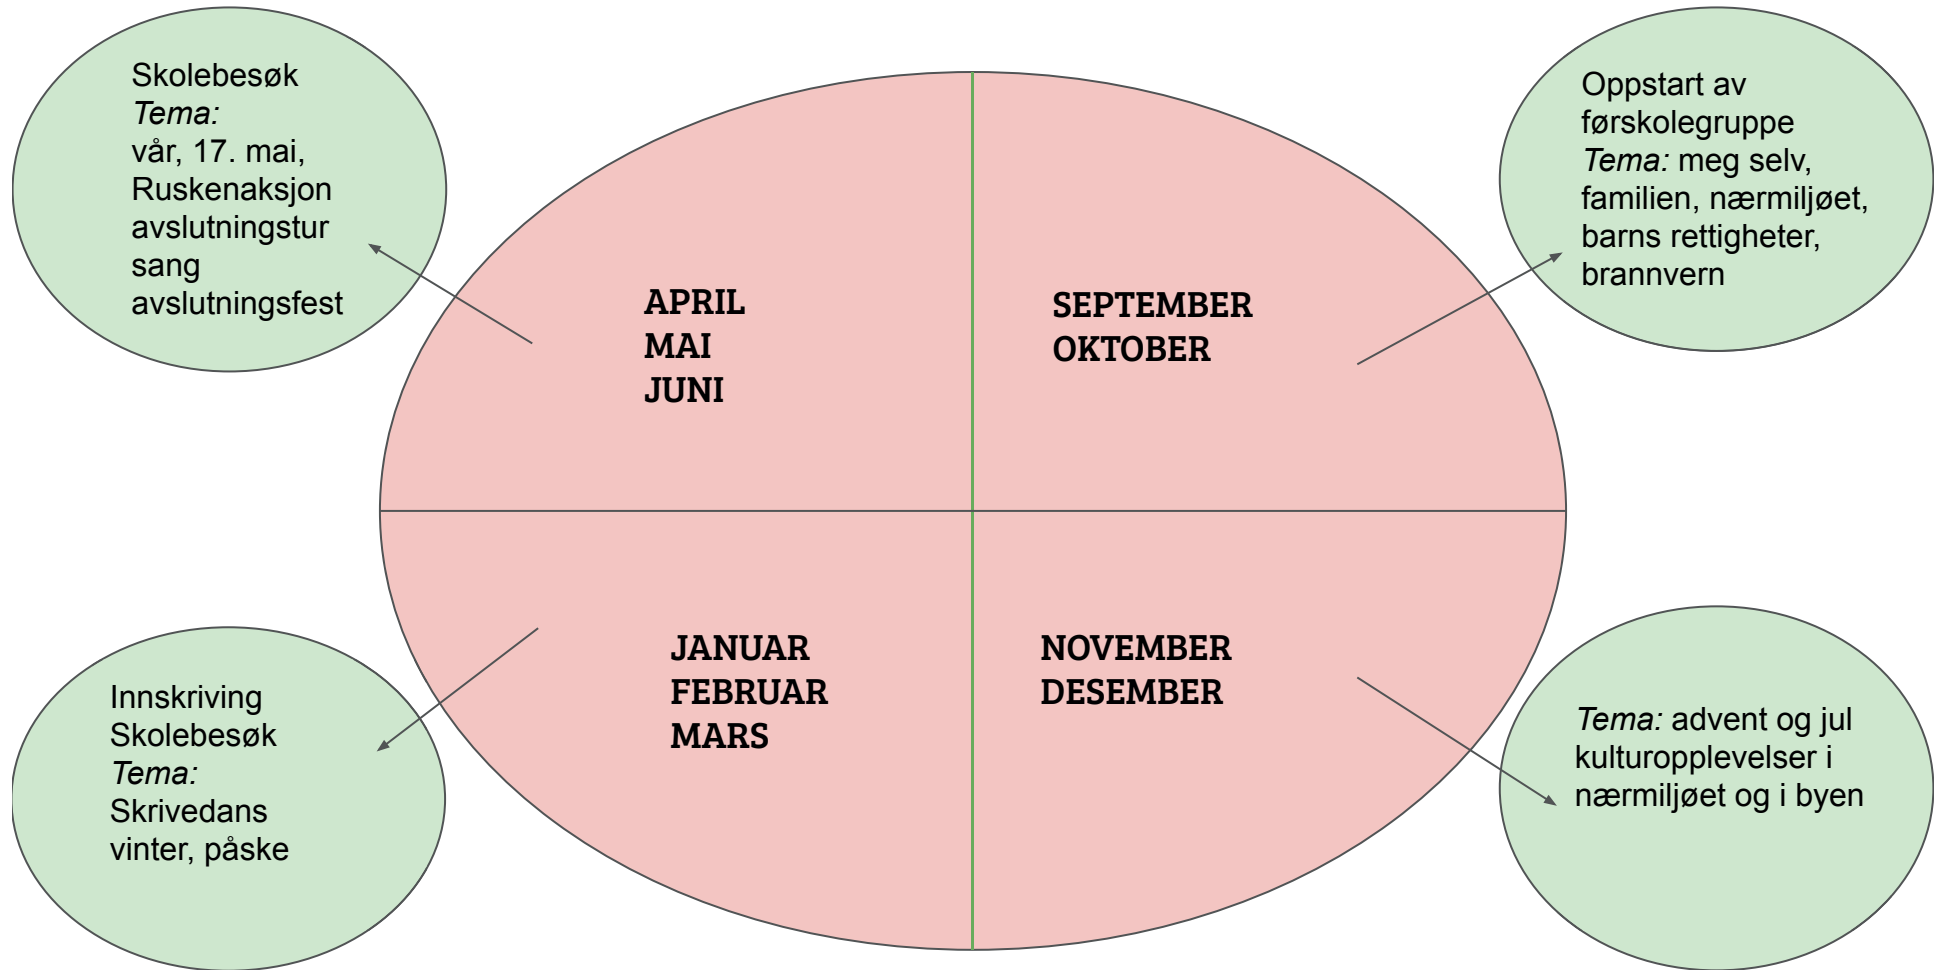 Skolebesøk
Tema:
vår, 17. mai,
Ruskenaksjon
avslutningstur
sang
avslutningsfest
APRIL
MAI
JUNI
SEPTEMBER
OKTOBER
Oppstart av
førskolegruppe
Tema: meg selv,
familien, nærmiljøet,
barns rettigheter,
brannvern
Innskriving
Skolebesøk
Tema:
Skrivedans
vinter, påske
JANUAR
FEBRUAR
MARS
NOVEMBER
DESEMBER
Tema: advent og jul
kulturopplevelser i
nærmiljøet og i byen